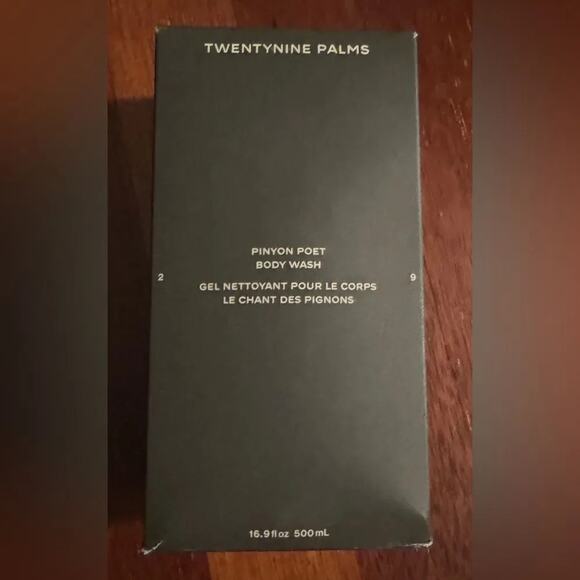 TWENTYNINE PALMS
PINYON POET
BODY WASH
2
9
GEL NETTOYANT POUR LE CORPS
LE CHANT DES PIGNONS
16.9 fl oz 500 mL